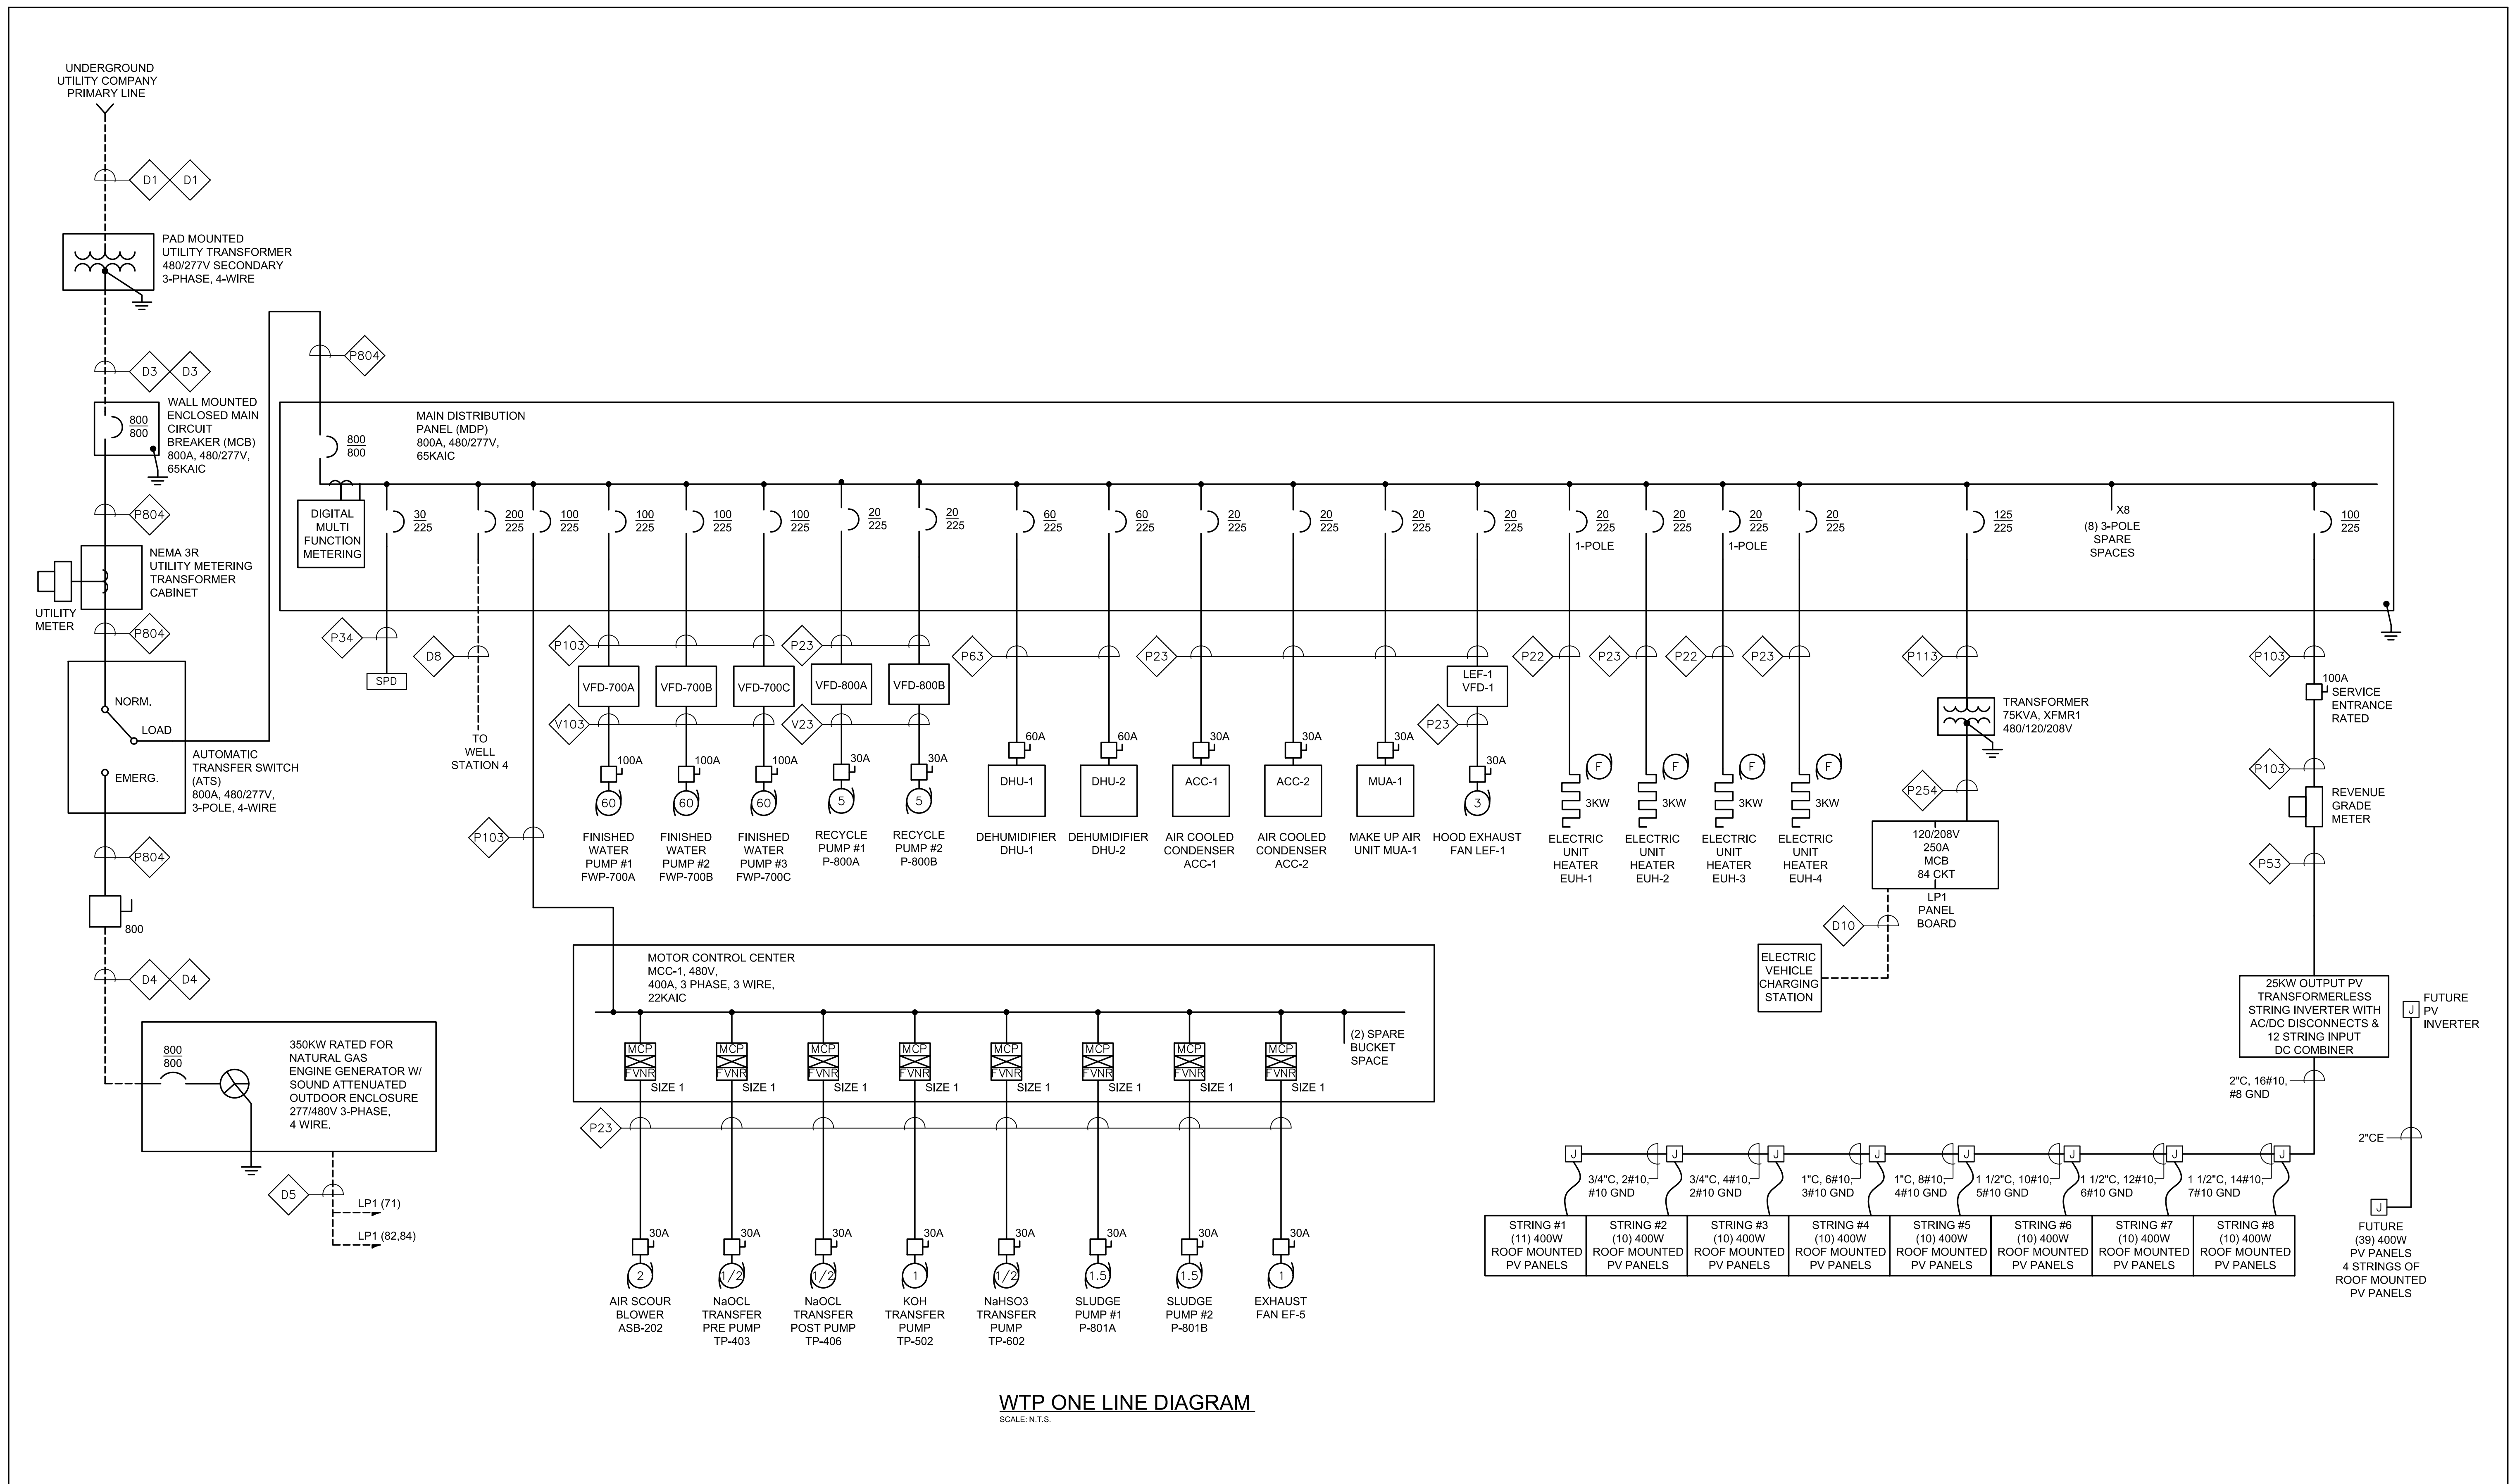 UNDERGROUND
UTILITY COMPANY
PRIMARY LINE
D1
D1
PAD MOUNTED
UTILITY TRANSFORMER
480/277V SECONDARY
3-PHASE, 4-WIRE
D3
D3
WALL MOUNTED
ENCLOSED MAIN
CIRCUIT
BREAKER (MCB)
800A, 480/277V,
65KAIC
800
800
P804
NEMA 3R
UTILITY METERING
TRANSFORMER
CABINET
UTILITY
METER
P804
NORM.
LOAD
EMERG.
AUTOMATIC
TRANSFER SWITCH
(ATS)
800A, 480/277V,
3-POLE, 4-WIRE
P804
800
D4
D4
800
800
350KW RATED FOR
NATURAL GAS
ENGINE GENERATOR W/
SOUND ATTENUATED
OUTDOOR ENCLOSURE
277/480V 3-PHASE,
4 WIRE.
D5
LP1 (71)
LP1 (82,84)
P804
MAIN DISTRIBUTION
PANEL (MDP)
800A, 480/277V,
65KAIC
800
800
DIGITAL
MULTI
FUNCTION
METERING
30
225
P34
SPD
200
225
D8
TO
WELL
STATION 4
100
225
P103
100
225
100
225
100
225
P103
VFD-700A
VFD-700B
VFD-700C
V103
100A
100A
100A
60
60
60
FINISHED
WATER
PUMP #1
FWP-700A
FINISHED
WATER
PUMP #2
FWP-700B
FINISHED
WATER
PUMP #3
FWP-700C
20
225
20
225
P23
VFD-800A
VFD-800B
V23
30A
30A
5
5
RECYCLE
PUMP #1
P-800A
RECYCLE
PUMP #2
P-800B
60
225
60
225
P63
60A
60A
DHU-1
DHU-2
DEHUMIDIFIER
DHU-1
DEHUMIDIFIER
DHU-2
20
225
20
225
20
225
20
225
P23
30A
30A
30A
ACC-1
ACC-2
MUA-1
AIR COOLED
CONDENSER
ACC-1
AIR COOLED
CONDENSER
ACC-2
MAKE UP AIR
UNIT MUA-1
LEF-1
VFD-1
P23
30A
3
HOOD EXHAUST
FAN LEF-1
20
225
1-POLE
20
225
20
225
1-POLE
20
225
P22
P23
P22
P23
F
F
F
F
3KW
3KW
3KW
3KW
ELECTRIC
UNIT
HEATER
EUH-1
ELECTRIC
UNIT
HEATER
EUH-2
ELECTRIC
UNIT
HEATER
EUH-3
ELECTRIC
UNIT
HEATER
EUH-4
125
225
P113
TRANSFORMER
75KVA, XFMR1
480/120/208V
P254
120/208V
250A
MCB
84 CKT
LP1
PANEL
BOARD
D10
ELECTRIC
VEHICLE
CHARGING
STATION
X8
(8) 3-POLE
SPARE
SPACES
100
225
P103
100A
SERVICE
ENTRANCE
RATED
P103
REVENUE
GRADE
METER
P53
25KW OUTPUT PV
TRANSFORMERLESS
STRING INVERTER WITH
AC/DC DISCONNECTS &
12 STRING INPUT
DC COMBINER
2"C, 16#10,
#8 GND
J
FUTURE
PV
INVERTER
2"CE
J
FUTURE
(39) 400W
PV PANELS
4 STRINGS OF
ROOF MOUNTED
PV PANELS
J
J
J
J
J
J
J
J
3/4"C, 2#10,
#10 GND
3/4"C, 4#10,
2#10 GND
1"C, 6#10,
3#10 GND
1"C, 8#10,
4#10 GND
1 1/2"C, 10#10,
5#10 GND
1 1/2"C, 12#10,
6#10 GND
1 1/2"C, 14#10,
7#10 GND
STRING #1
(11) 400W
ROOF MOUNTED
PV PANELS
STRING #2
(10) 400W
ROOF MOUNTED
PV PANELS
STRING #3
(10) 400W
ROOF MOUNTED
PV PANELS
STRING #4
(10) 400W
ROOF MOUNTED
PV PANELS
STRING #5
(10) 400W
ROOF MOUNTED
PV PANELS
STRING #6
(10) 400W
ROOF MOUNTED
PV PANELS
STRING #7
(10) 400W
ROOF MOUNTED
PV PANELS
STRING #8
(10) 400W
ROOF MOUNTED
PV PANELS
MOTOR CONTROL CENTER
MCC-1, 480V,
400A, 3 PHASE, 3 WIRE,
22KAIC
MCP
FVNR
SIZE 1
MCP
FVNR
SIZE 1
MCP
FVNR
SIZE 1
MCP
FVNR
SIZE 1
MCP
FVNR
SIZE 1
MCP
FVNR
SIZE 1
MCP
FVNR
SIZE 1
MCP
FVNR
SIZE 1
(2) SPARE
BUCKET
SPACE
P23
30A
30A
30A
30A
30A
30A
30A
30A
2
1/2
1/2
1
1/2
1.5
1.5
1
AIR SCOUR
BLOWER
ASB-202
NaOCL
TRANSFER
PRE PUMP
TP-403
NaOCL
TRANSFER
POST PUMP
TP-406
KOH
TRANSFER
PUMP
TP-502
NaHSO3
TRANSFER
PUMP
TP-602
SLUDGE
PUMP #1
P-801A
SLUDGE
PUMP #2
P-801B
EXHAUST
FAN EF-5
WTP ONE LINE DIAGRAM
SCALE: N.T.S.